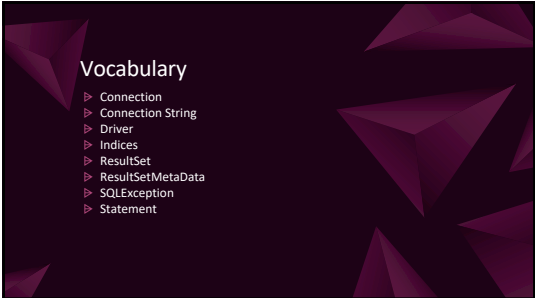 Vocabulary
Connection
Connection String
Driver
Indices
ResultSet
ResultSetMetaData
SQLException
Statement